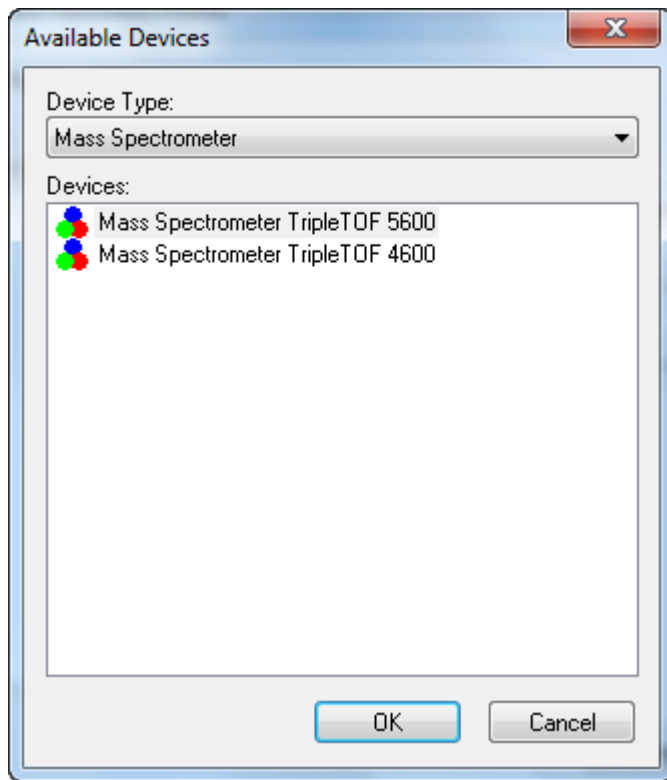 Available Devices
Device Type:
Mass Spectrometer
Devices:
Mass Spectrometer TripleTOF 5600
Mass Spectrometer TripleTOF 4600
OK
Cancel